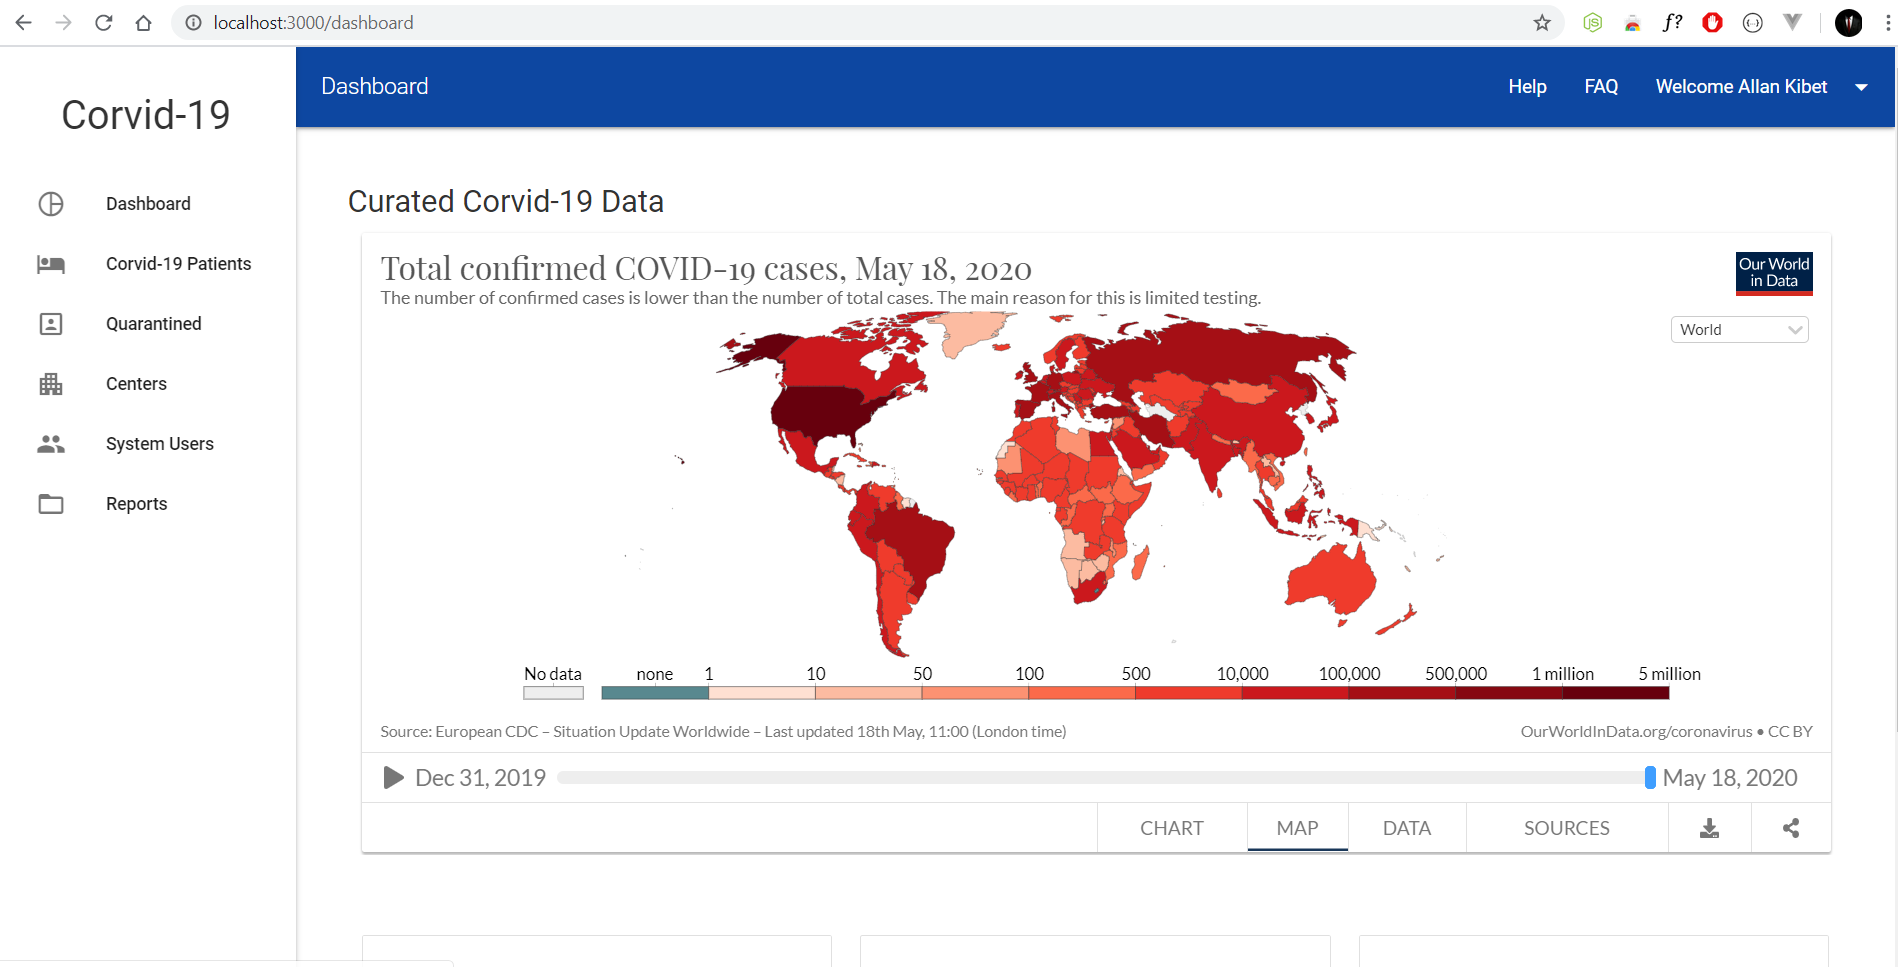 localhost:3000/dashboard
f?
Corvid-19
Dashboard
Corvid-19 Patients
Quarantined
Centers
System Users
Reports
Dashboard
Help FAQ Welcome Allan Kibet
Curated Corvid-19 Data
Total confirmed COVID-19 cases, May 18, 2020
The number of confirmed cases is lower than the number of total cases. The main reason for this is limited testing.
Our World
in Data
World
No data none 1 10 50 100 500 10,000 100,000 500,000 1 million 5 million
Source: European CDC – Situation Update Worldwide – Last updated 18th May, 11:00 (London time)
OurWorldInData.org/coronavirus • CC BY
Dec 31, 2019 May 18, 2020
CHART MAP DATA SOURCES